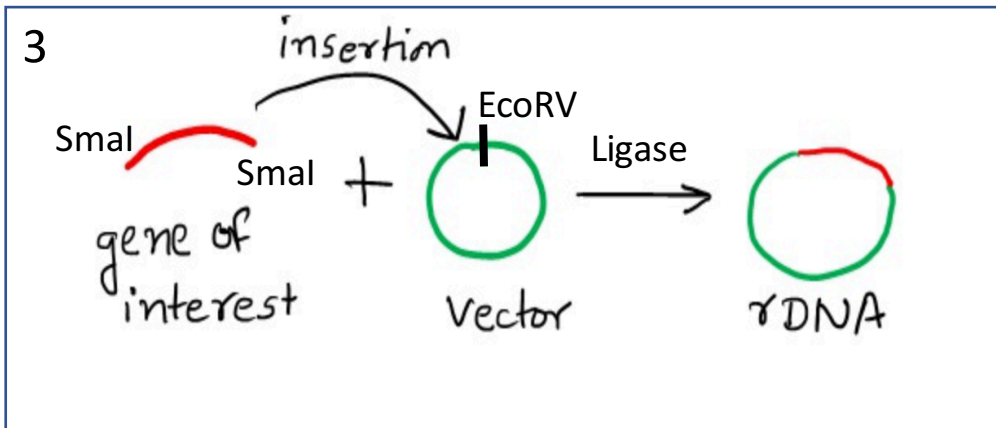 3
insertion
EcoRV
SmaI
SmaI
+
Ligase
gene of
interest
vector
rDNA